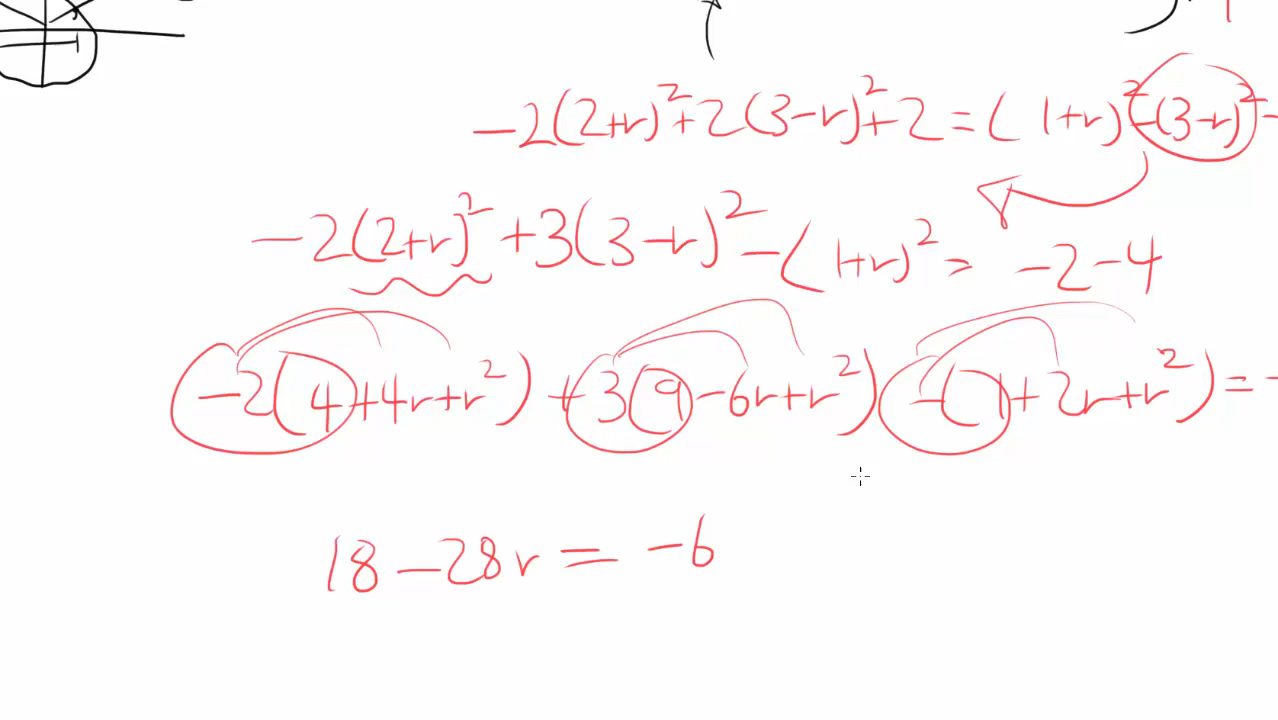 -2(2+r)²+2(3-r)²+2=(1+r)²-(3-r)²-
-2(2+r)²+3(3-r)²-(1+r)²= -2-4
-2(4+4r+r²)+3(9-6r+r²)-(1+2r+r²)=-
18-28r=-6